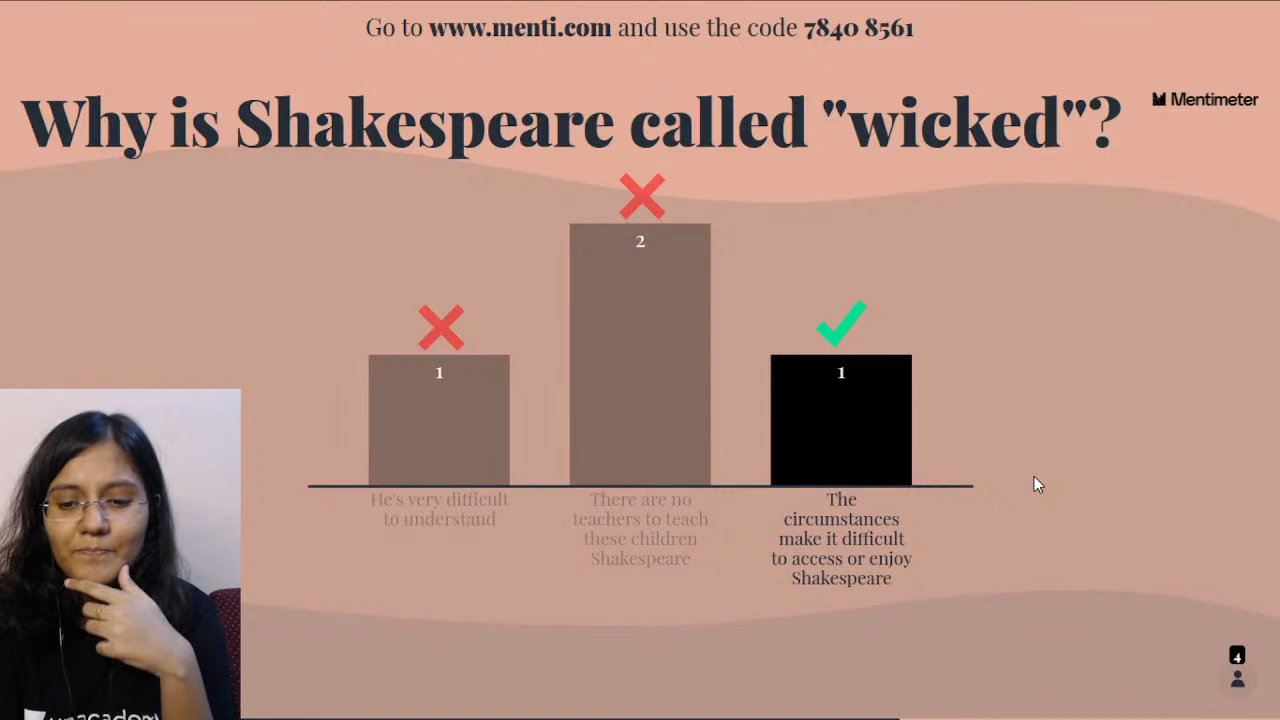 Go to www.menti.com and use the code 7840 8561
Mentimeter
Why is Shakespeare called "wicked"?
2
1
1
He's very difficult
to understand
There are no
teachers to teach
these children
Shakespeare
The
circumstances
make it difficult
to access or enjoy
Shakespeare
4